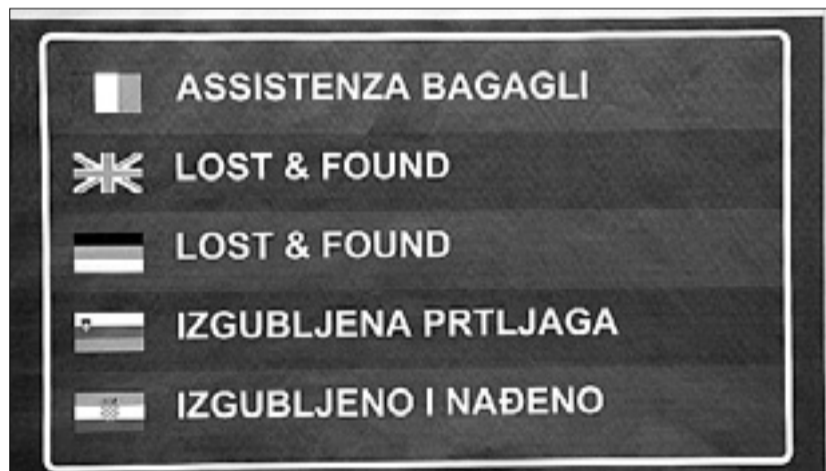 ASSISTENZA BAGAGLI
LOST & FOUND
LOST & FOUND
IZGUBLJENA PRTLJAGA
IZGUBLJENO I NAĐENO